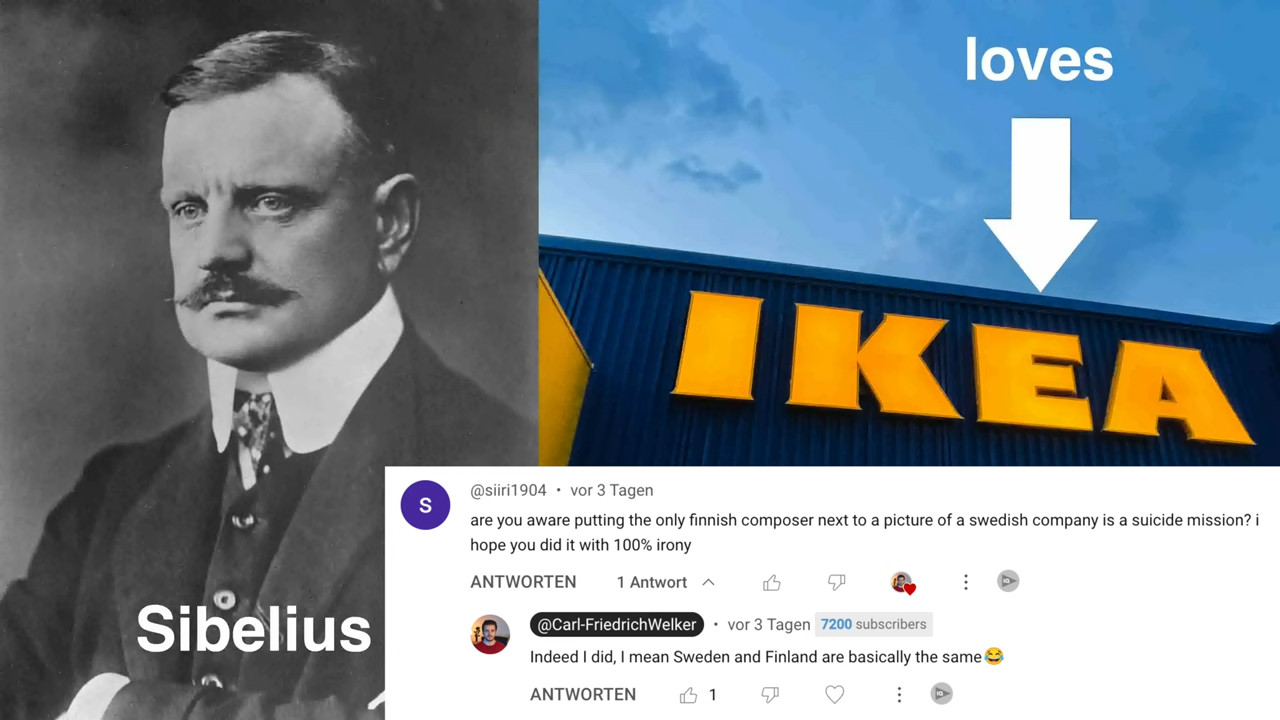 loves
IKEA
Sibelius
S
@siiri1904 • vor 3 Tagen
are you aware putting the only finnish composer next to a picture of a swedish company is a suicide mission? i
hope you did it with 100% irony
ANTWORTEN 1 Antwort
@Carl-FriedrichWelker • vor 3 Tagen 7200 subscribers
Indeed I did, I mean Sweden and Finland are basically the same😂
ANTWORTEN 1